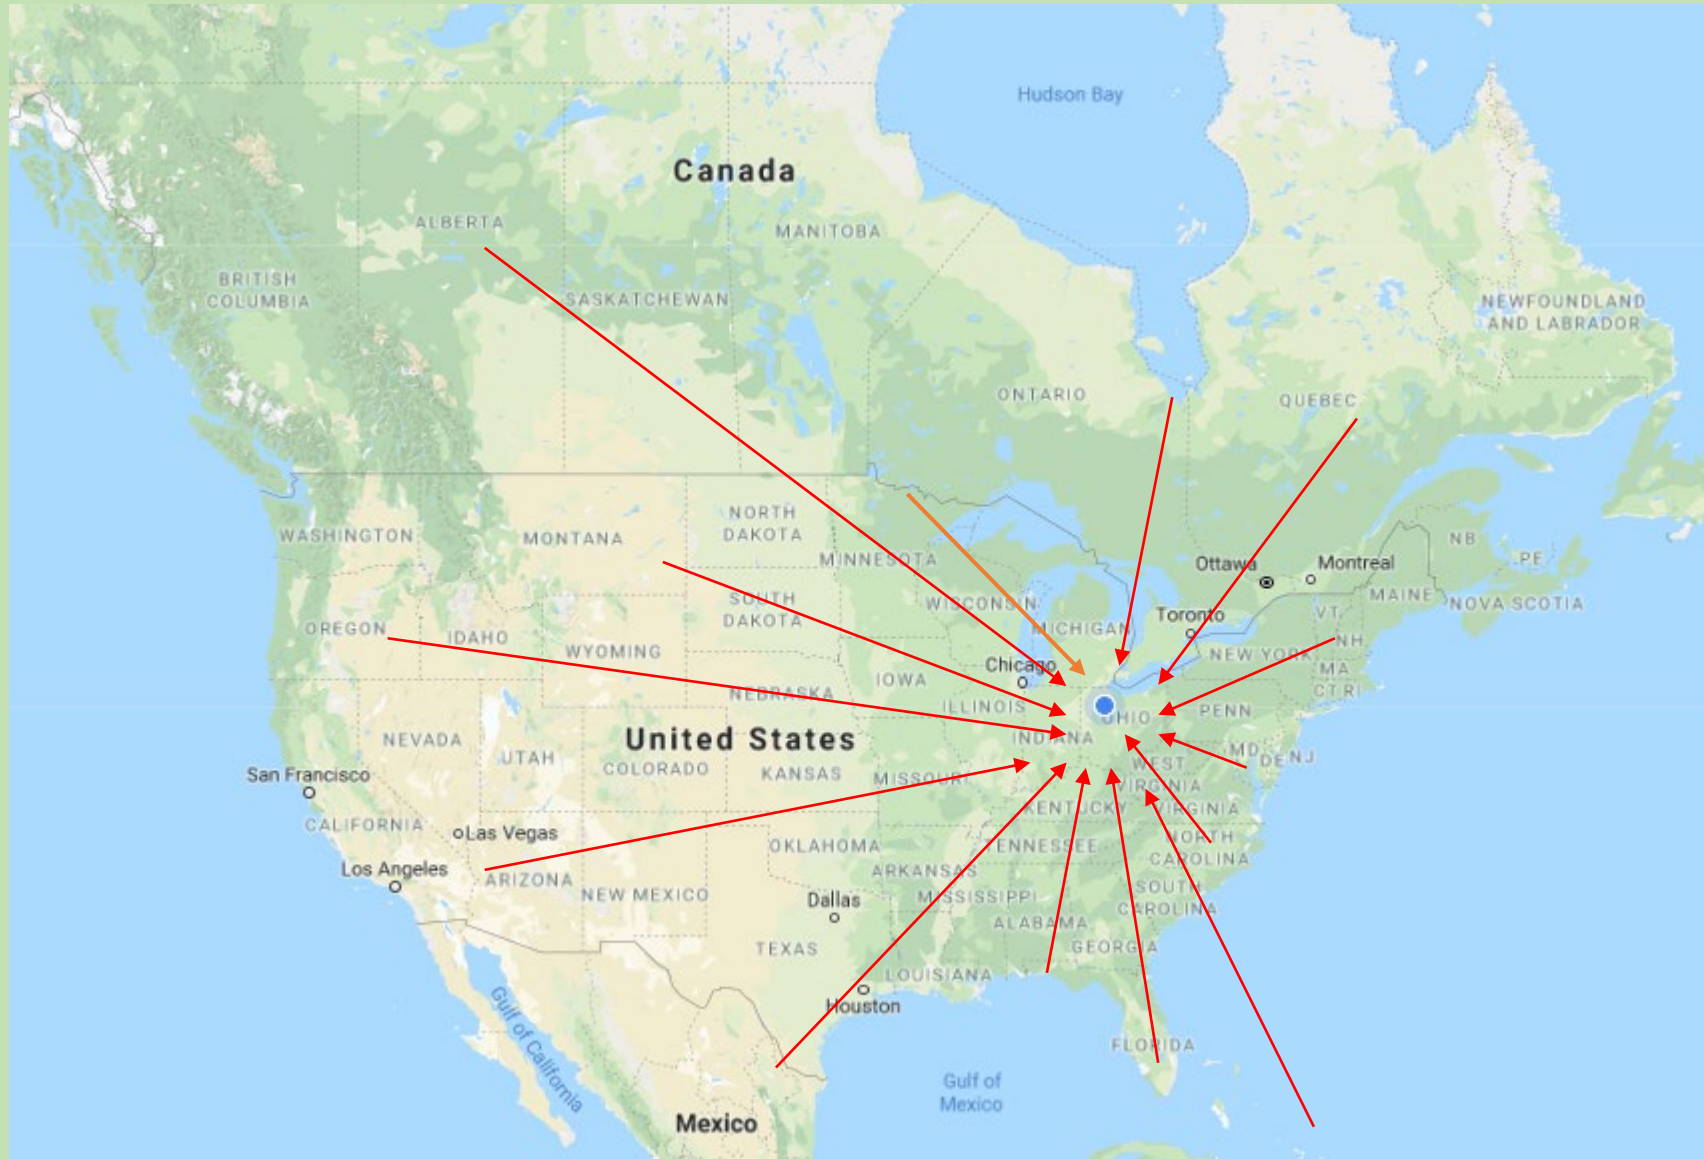 Hudson Bay
Canada
ALBERTA
MANITOBA
BRITISH
COLUMBIA
SASKATCHEWAN
NEWFOUNDLAND
AND LABRADOR
ONTARIO
QUEBEC
WASHINGTON
MONTANA
NORTH
DAKOTA
MINNESOTA
Ottawa
Montreal
NB
PE
MAINE
NOVA SCOTIA
OREGON
IDAHO
WYOMING
SOUTH
DAKOTA
WISCONSIN
MICHIGAN
Toronto
VT
NH
NEW YORK
MA
CT RI
Chicago
IOWA
NEBRASKA
ILLINOIS
OHIO
PENN
INDIANA
NEVADA
UTAH
United States
COLORADO
KANSAS
MISSOURI
WEST
VIRGINIA
MD
DE NJ
San Francisco
CALIFORNIA
Las Vegas
KENTUCKY
VIRGINIA
Los Angeles
ARIZONA
NEW MEXICO
OKLAHOMA
TENNESSEE
NORTH
CAROLINA
ARKANSAS
Dallas
MISSISSIPPI
SOUTH
CAROLINA
ALABAMA
TEXAS
GEORGIA
LOUISIANA
Houston
Gulf of California
FLORIDA
Gulf of
Mexico
Mexico